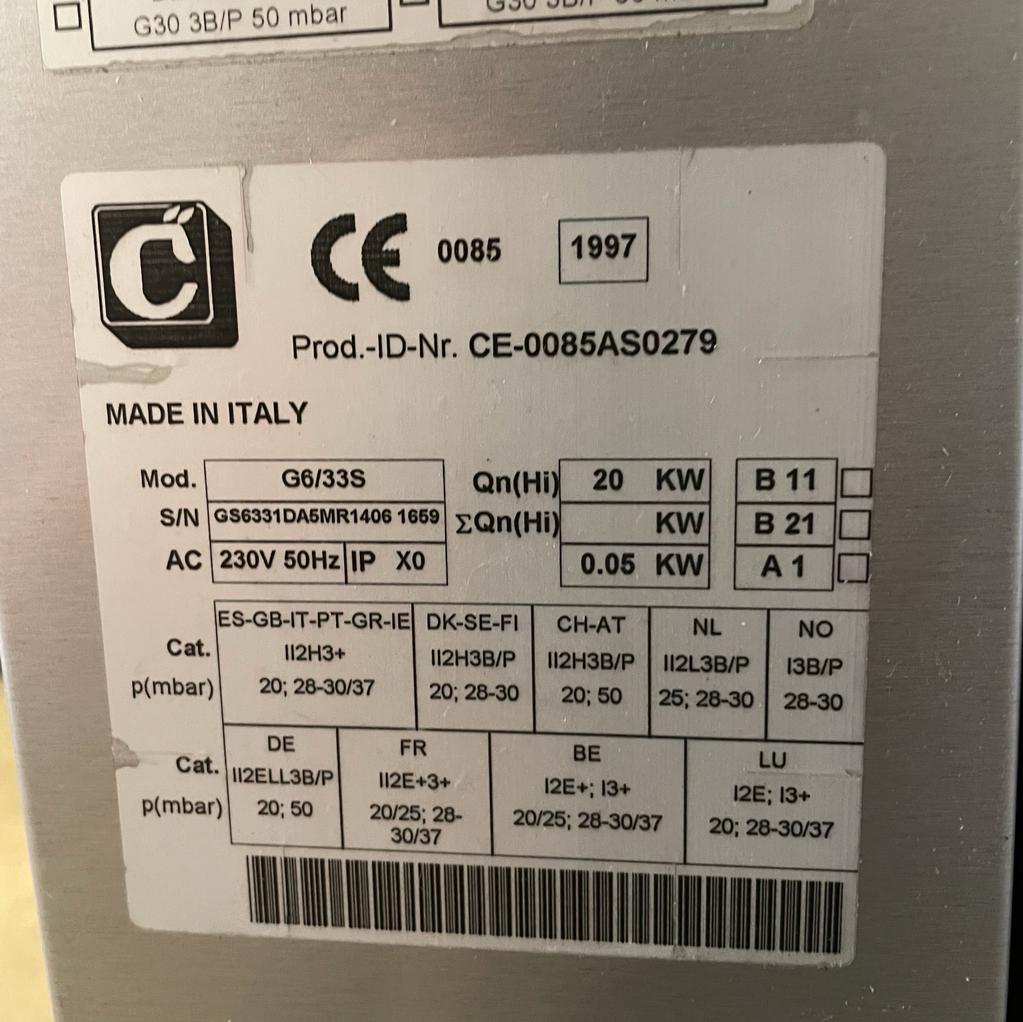 G30 3B/P 50 mbar
C
CE 0085 1997
Prod.-ID-Nr. CE-0085AS0279
MADE IN ITALY
Mod. G6/33S Qn(Hi) 20 KW B 11
S/N GS6331DA5MR1406 1659 ΣQn(Hi) KW B 21
AC 230V 50Hz IP X0 0.05 KW A 1
ES-GB-IT-PT-GR-IE DK-SE-FI CH-AT NL NO
Cat. II2H3+ II2H3B/P II2H3B/P II2L3B/P I3B/P
p(mbar) 20; 28-30/37 20; 28-30 20; 50 25; 28-30 28-30
DE FR BE LU
Cat. II2ELL3B/P II2E+3+ I2E+; I3+ I2E; I3+
p(mbar) 20; 50 20/25; 28-30/37 20/25; 28-30/37 20; 28-30/37